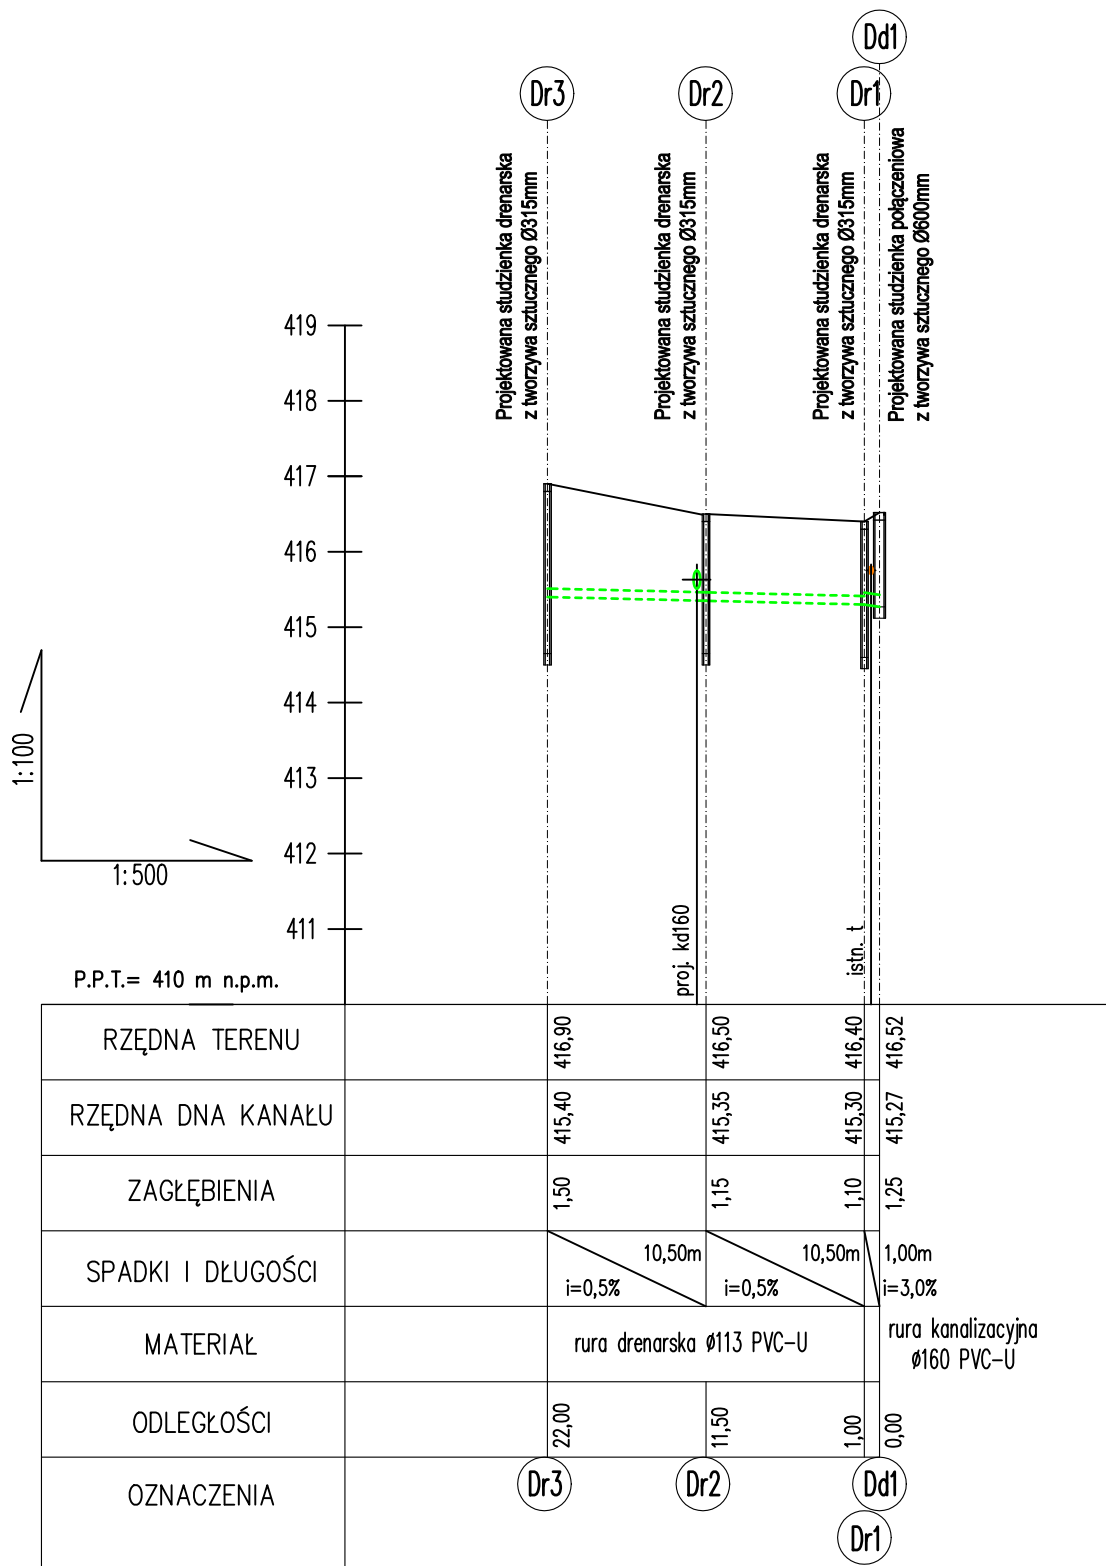 Dd1
Dr3
Dr2
Dr1
Projektowana studzienka drenarska
z tworzywa sztucznego Ø315mm
Projektowana studzienka drenarska
z tworzywa sztucznego Ø315mm
Projektowana studzienka drenarska
z tworzywa sztucznego Ø315mm
Projektowana studzienka połączeniowa
z tworzywa sztucznego Ø600mm
419
418
417
416
415
414
413
412
411
1:100
1:500
proj. kd160
istn. t
P.P.T.= 410 m n.p.m.
RZĘDNA TERENU
416,90
416,50
416,40
416,52
RZĘDNA DNA KANAŁU
415,40
415,35
415,30
415,27
ZAGŁĘBIENIA
1,50
1,15
1,10
1,25
SPADKI I DŁUGOŚCI
10,50m
i=0,5%
10,50m
i=0,5%
1,00m
i=3,0%
MATERIAŁ
rura drenarska ø113 PVC-U
rura kanalizacyjna
ø160 PVC-U
ODLEGŁOŚCI
22,00
11,50
1,00
0,00
OZNACZENIA
Dr3
Dr2
Dd1
Dr1